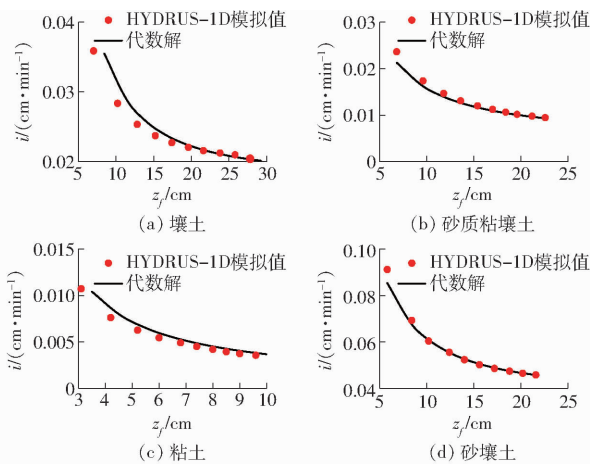 0.04
0.03
0.02
i/(cm·min⁻¹)
HYDRUS-1D模拟值
代数解
5 10 15 20 25 30
z_f/cm
(a) 壤土
0.03
0.02
0.01
0
i/(cm·min⁻¹)
HYDRUS-1D模拟值
代数解
5 10 15 20 25
z_f/cm
(b) 砂质粘壤土
0.015
0.010
0.005
0
i/(cm·min⁻¹)
HYDRUS-1D模拟值
代数解
3 4 5 6 7 8 9 10
z_f/cm
(c) 粘土
0.10
0.08
0.06
0.04
i/(cm·min⁻¹)
HYDRUS-1D模拟值
代数解
5 10 15 20 25
z_f/cm
(d) 砂壤土